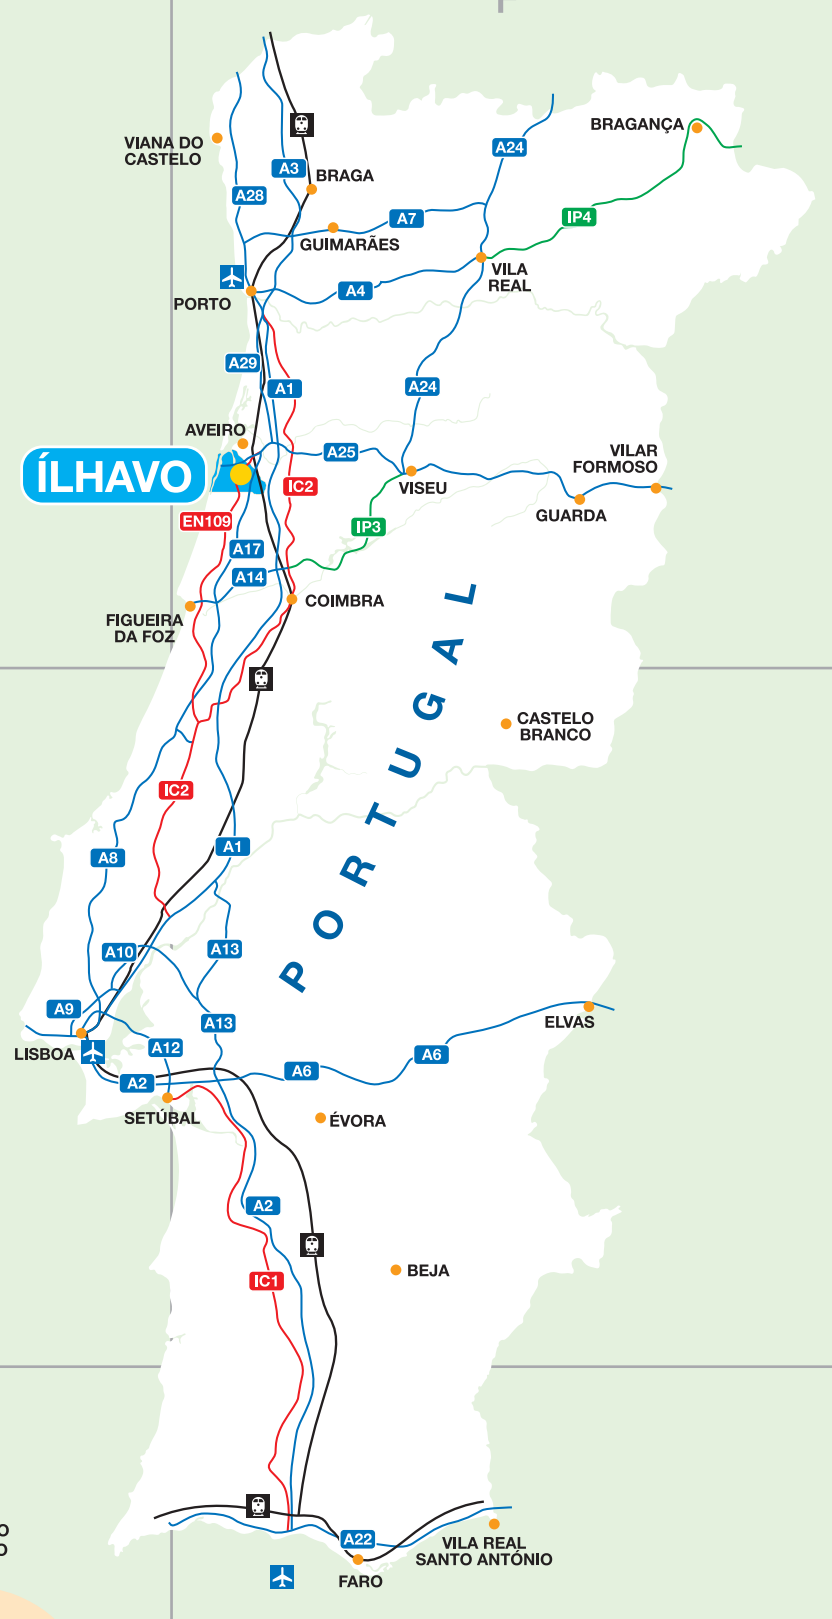 BRAGANÇA
A24
VIANA DO
CASTELO
A3
BRAGA
A28
A7
IP4
GUIMARÃES
VILA
REAL
PORTO
A4
A29
A1
A24
AVEIRO
A25
VILAR
FORMOSO
ÍLHAVO
IC2
VISEU
GUARDA
EN109
IP3
A17
A14
COIMBRA
FIGUEIRA
DA FOZ
PORTUGAL
CASTELO
BRANCO
IC2
A1
A8
A13
A10
A9
A13
ELVAS
LISBOA
A12
A6
A6
A2
SETÚBAL
ÉVORA
A2
BEJA
IC1
A22
VILA REAL
SANTO ANTÓNIO
FARO
O
O